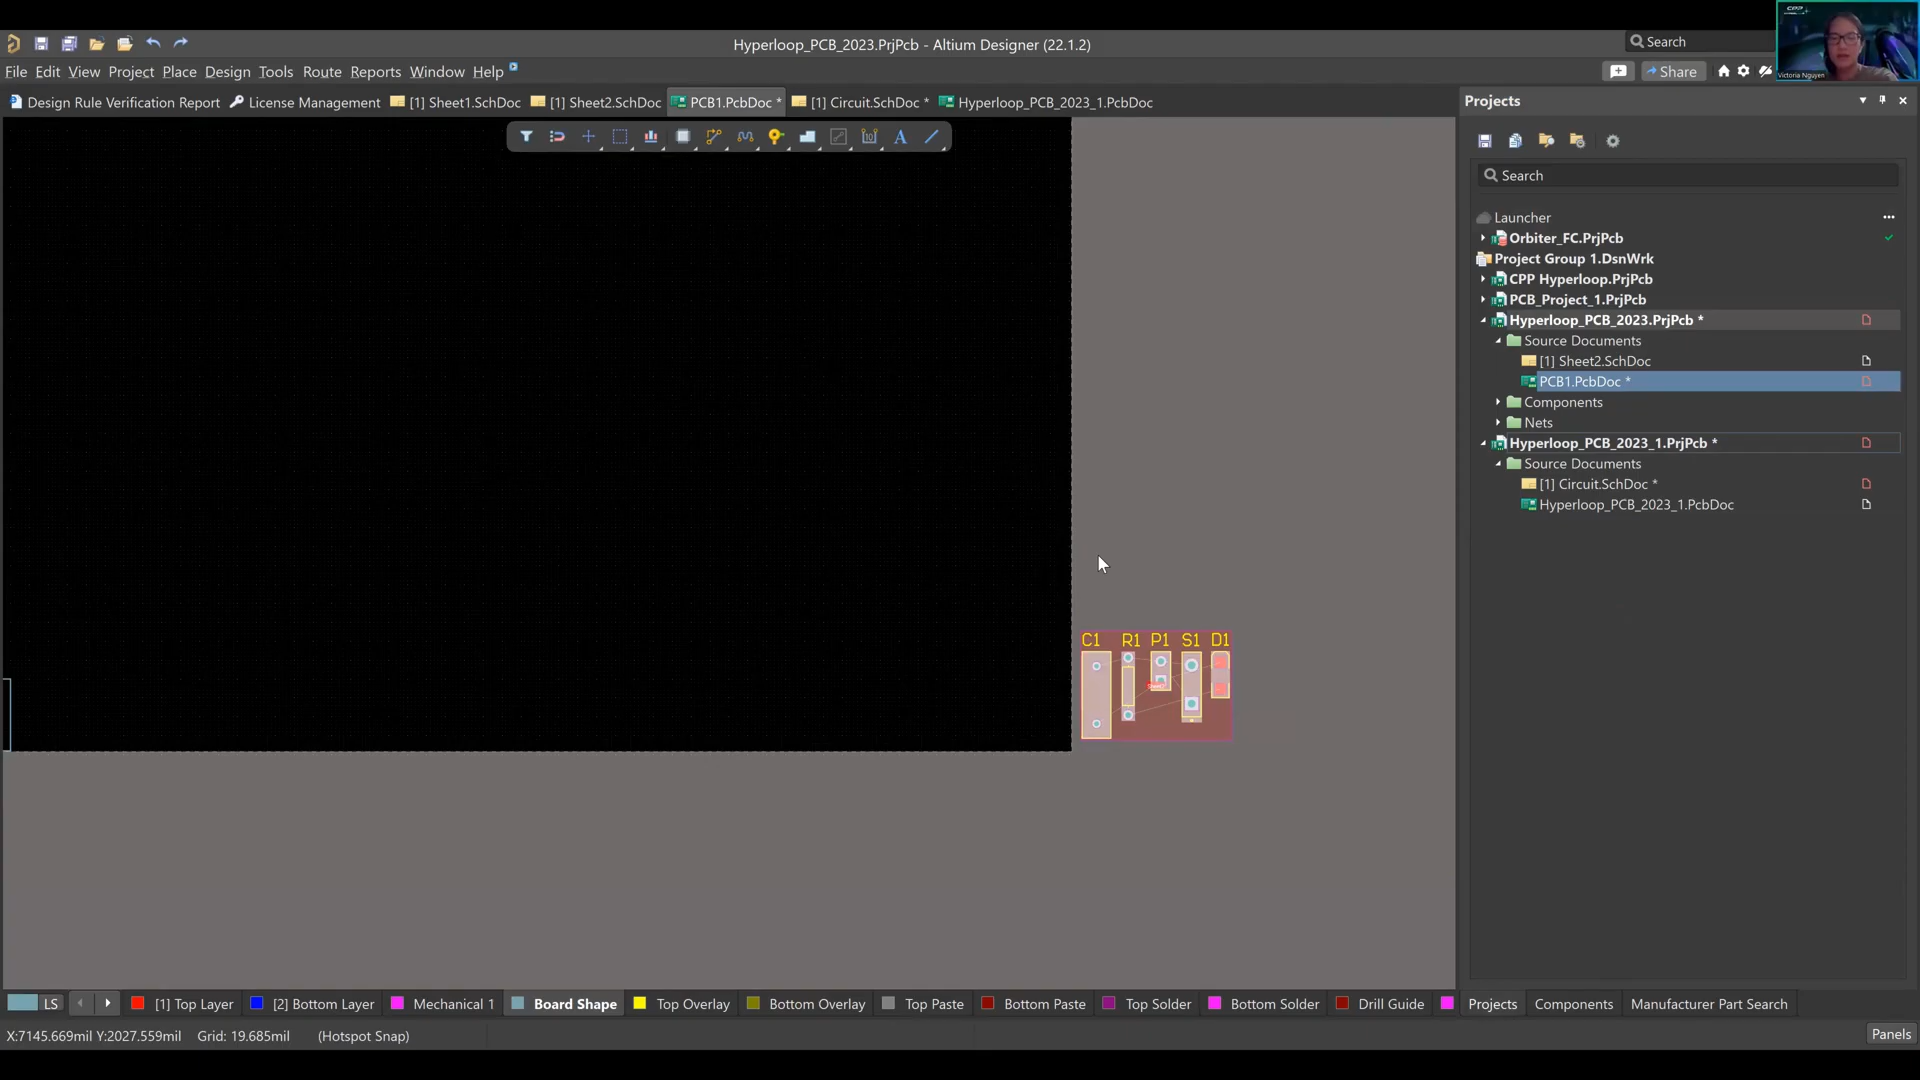 Hyperloop_PCB_2023.PrjPcb - Altium Designer (22.1.2)
Search
CPP
Victoria Nguyen
File Edit View Project Place Design Tools Route Reports Window Help
Share
Design Rule Verification Report License Management [1] Sheet1.SchDoc [1] Sheet2.SchDoc PCB1.PcbDoc * [1] Circuit.SchDoc * Hyperloop_PCB_2023_1.PcbDoc
Projects
Search
Launcher
Orbiter_FC.PrjPcb
Project Group 1.DsnWrk
CPP Hyperloop.PrjPcb
PCB_Project_1.PrjPcb
Hyperloop_PCB_2023.PrjPcb *
Source Documents
[1] Sheet2.SchDoc
PCB1.PcbDoc *
Components
Nets
Hyperloop_PCB_2023_1.PrjPcb *
Source Documents
[1] Circuit.SchDoc *
Hyperloop_PCB_2023_1.PcbDoc
C1 R1 P1 S1 D1
LS [1] Top Layer [2] Bottom Layer Mechanical 1 Board Shape Top Overlay Bottom Overlay Top Paste Bottom Paste Top Solder Bottom Solder Drill Guide
Projects Components Manufacturer Part Search
X:7145.669mil Y:2027.559mil Grid: 19.685mil (Hotspot Snap)
Panels